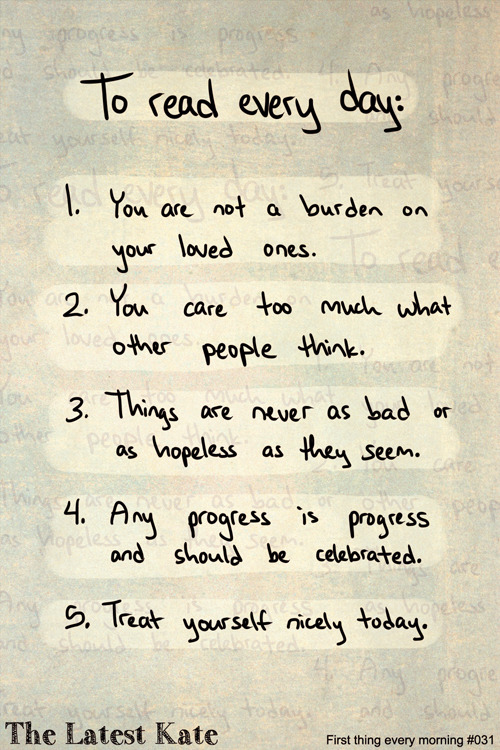 To read every day:
1. You are not a burden on
your loved ones.
2. You care too much what
other people think.
3. Things are never as bad or
as hopeless as they seem.
4. Any progress is progress
and should be celebrated.
5. Treat yourself nicely today.
The Latest Kate
First thing every morning #031